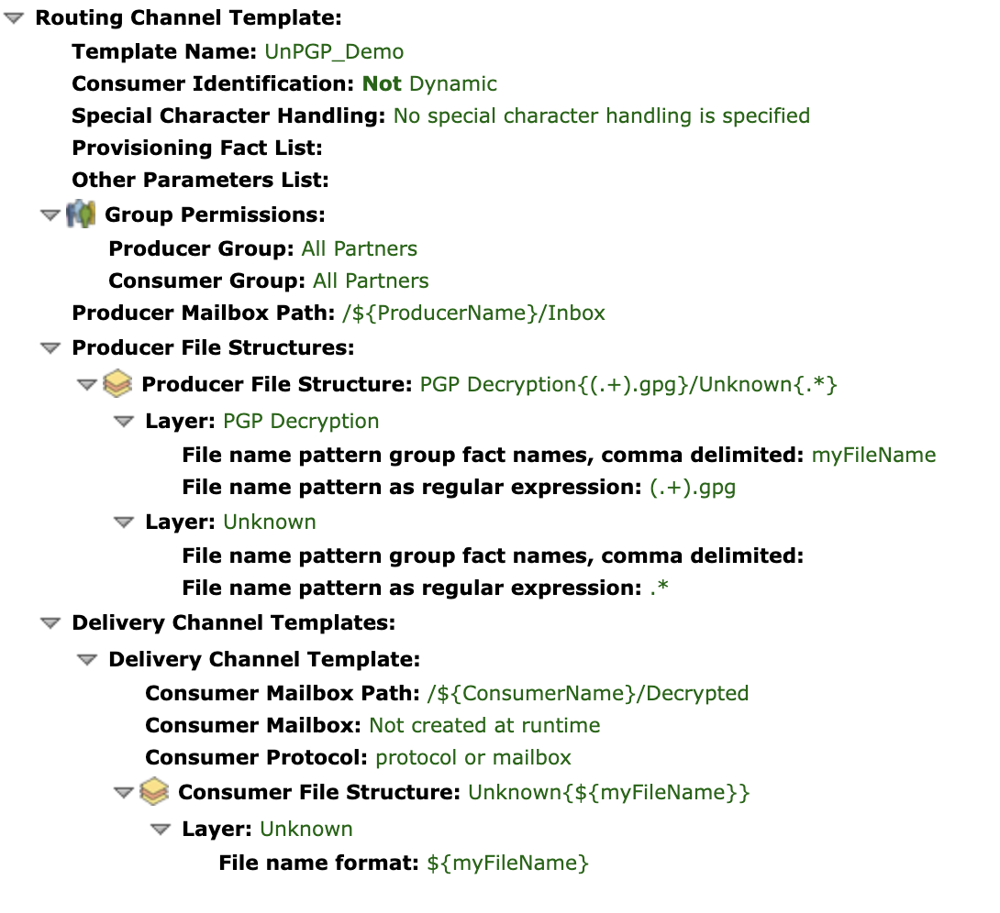 Routing Channel Template:
Template Name: UnPGP_Demo
Consumer Identification: Not Dynamic
Special Character Handling: No special character handling is specified
Provisioning Fact List:
Other Parameters List:
Group Permissions:
Producer Group: All Partners
Consumer Group: All Partners
Producer Mailbox Path: /${ProducerName}/Inbox
Producer File Structures:
Producer File Structure: PGP Decryption{(.+).gpg}/Unknown{.*}
Layer: PGP Decryption
File name pattern group fact names, comma delimited: myFileName
File name pattern as regular expression: (.+).gpg
Layer: Unknown
File name pattern group fact names, comma delimited:
File name pattern as regular expression: .*
Delivery Channel Templates:
Delivery Channel Template:
Consumer Mailbox Path: /${ConsumerName}/Decrypted
Consumer Mailbox: Not created at runtime
Consumer Protocol: protocol or mailbox
Consumer File Structure: Unknown{${myFileName}}
Layer: Unknown
File name format: ${myFileName}